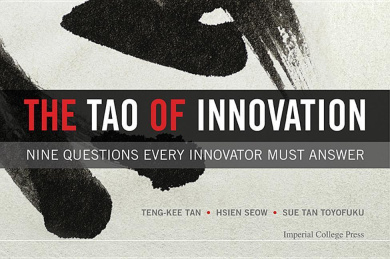 THE TAO OF INNOVATION
NINE QUESTIONS EVERY INNOVATOR MUST ANSWER
TENG-KEE TAN • HSIEN SEOW • SUE TAN TOYOFUKU
Imperial College Press